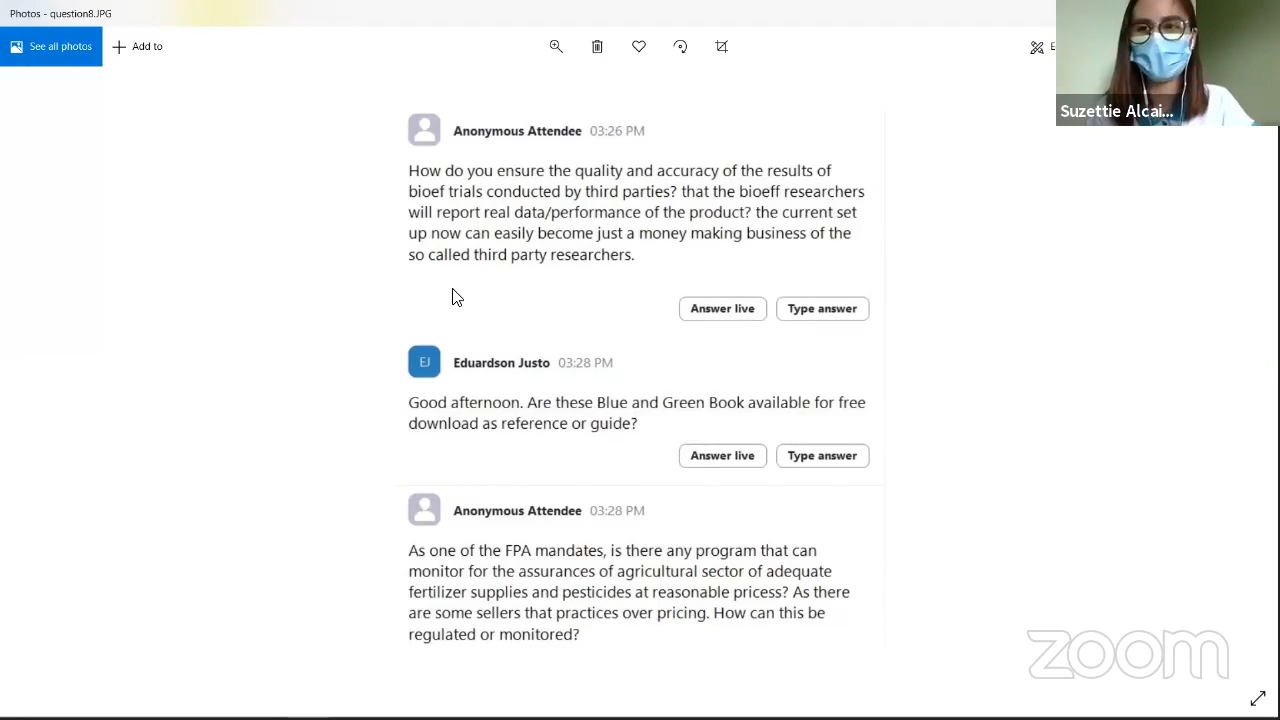 Photos - question8.JPG
See all photos
Add to
E
Suzettie Alcai...
Anonymous Attendee 03:26 PM
How do you ensure the quality and accuracy of the results of
bioef trials conducted by third parties? that the bioeff researchers
will report real data/performance of the product? the current set
up now can easily become just a money making business of the
so called third party researchers.
Answer live Type answer
EJ Eduardson Justo 03:28 PM
Good afternoon. Are these Blue and Green Book available for free
download as reference or guide?
Answer live Type answer
Anonymous Attendee 03:28 PM
As one of the FPA mandates, is there any program that can
monitor for the assurances of agricultural sector of adequate
fertilizer supplies and pesticides at reasonable pricess? As there
are some sellers that practices over pricing. How can this be
regulated or monitored?
zoom